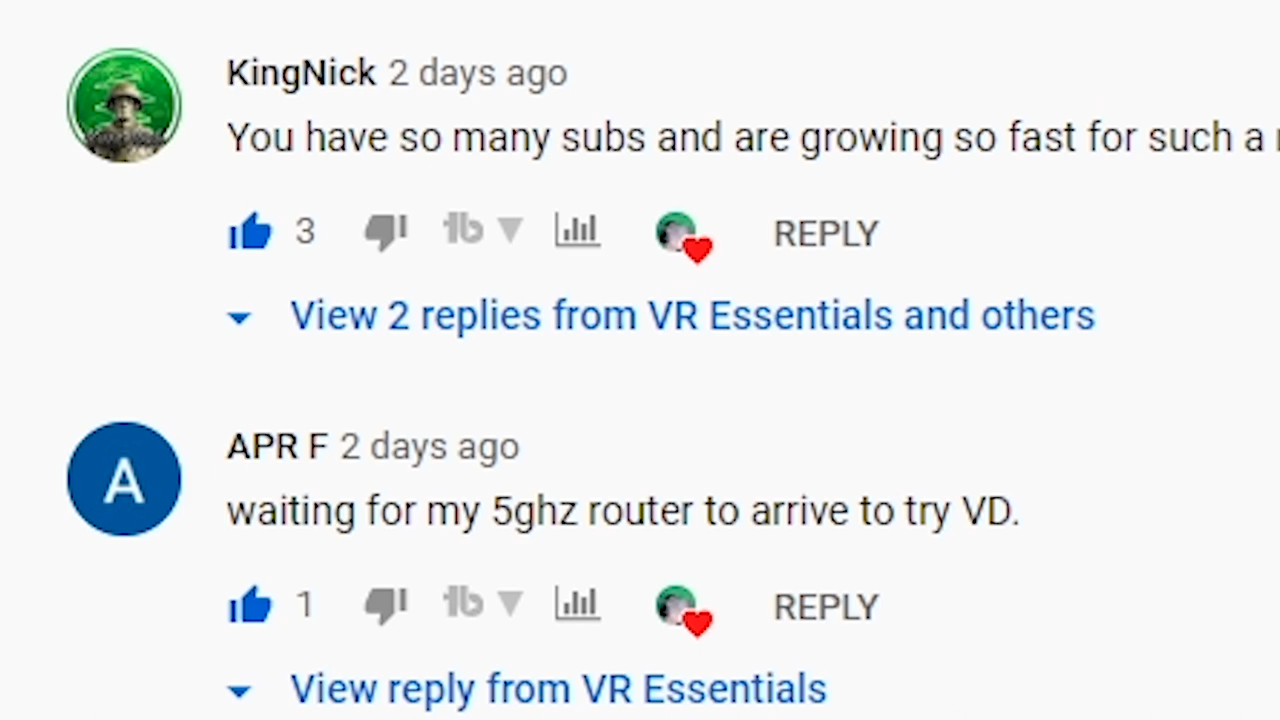 KingNick 2 days ago
You have so many subs and are growing so fast for such a
3 REPLY
View 2 replies from VR Essentials and others
A
APR F 2 days ago
waiting for my 5ghz router to arrive to try VD.
1 REPLY
View reply from VR Essentials